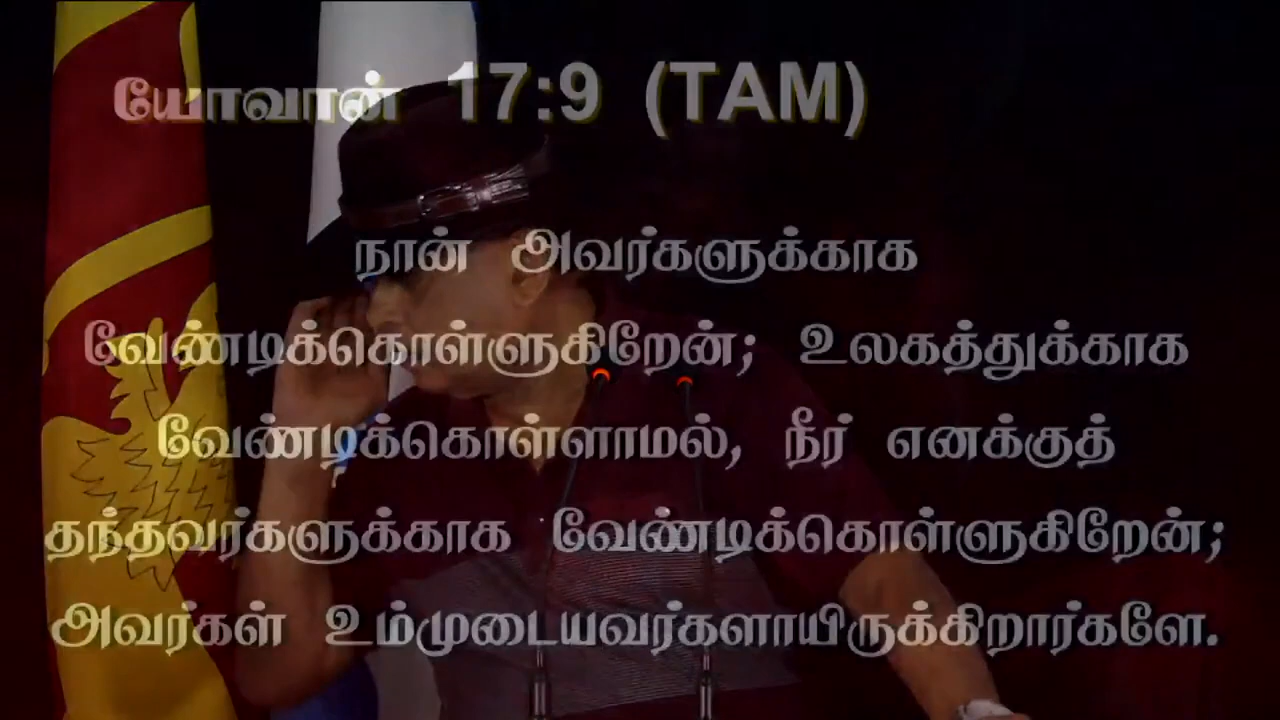 யோவான் 17:9 (TAM)
நான் அவர்களுக்காக
வேண்டிக்கொள்ளுகிறேன்; உலகத்துக்காக
வேண்டிக்கொள்ளாமல், நீர் எனக்குத்
தந்தவர்களுக்காக வேண்டிக்கொள்ளுகிறேன்;
அவர்கள் உம்முடையவர்களாயிருக்கிறார்களே.